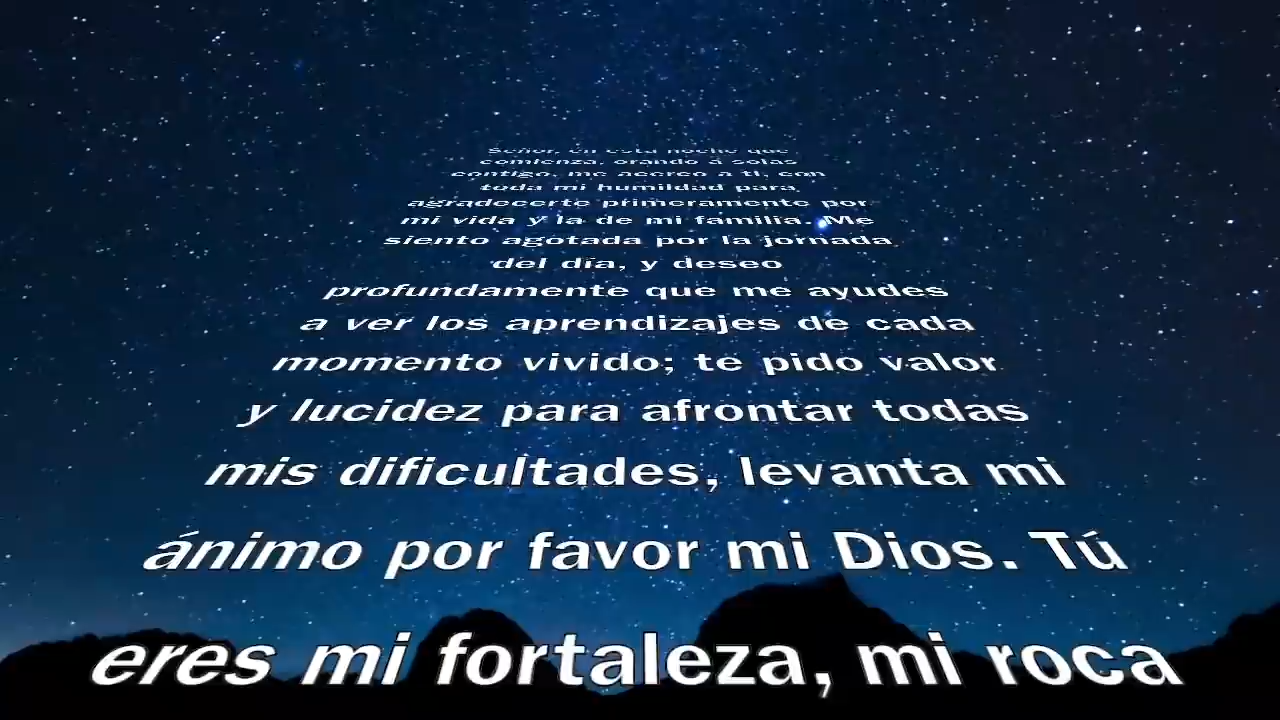 Señor, en esta noche que
comienza, orando a solas
contigo, me acerco a ti, con
toda mi humildad para
agradecerte primeramente por
mi vida y la de mi familia. Me
siento agotada por la jornada
del día, y deseo
profundamente que me ayudes
a ver los aprendizajes de cada
momento vivido; te pido valor
y lucidez para afrontar todas
mis dificultades, levanta mi
ánimo por favor mi Dios. Tú
eres mi fortaleza, mi roca